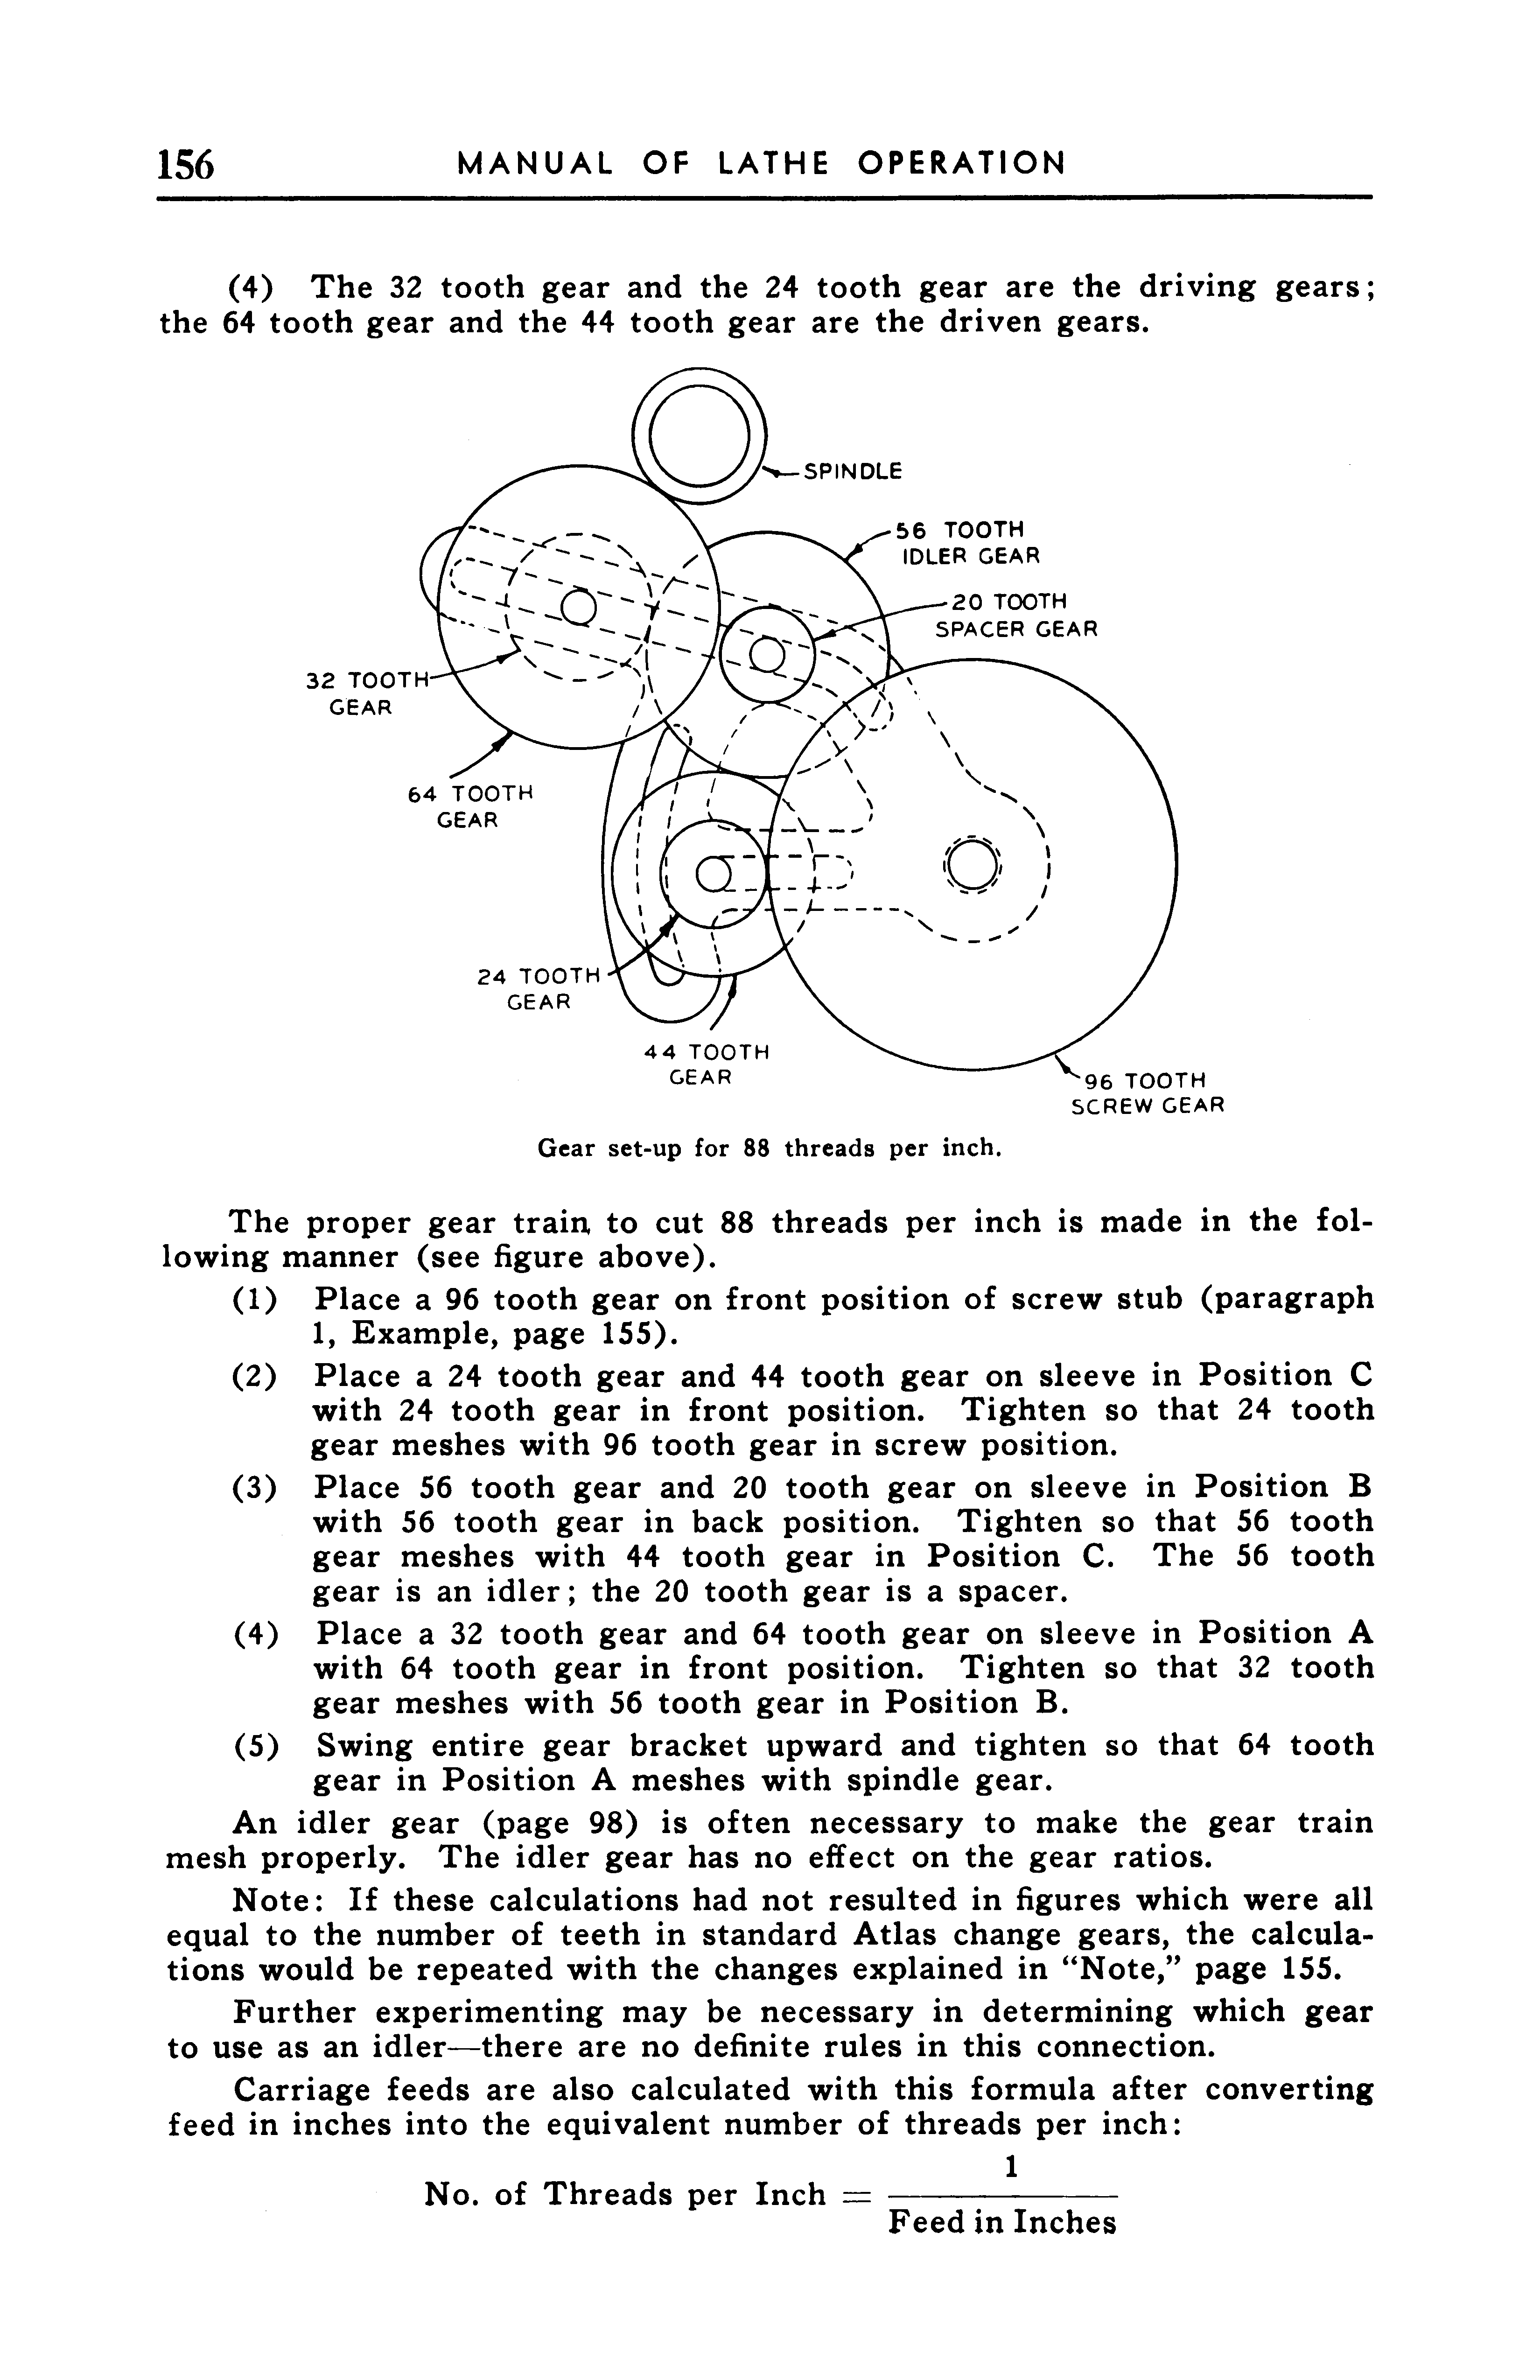 156 MANUAL OF LATHE OPERATION
(4) The 32 tooth gear and the 24 tooth gear are the driving gears;
the 64 tooth gear and the 44 tooth gear are the driven gears.
SPINDLE
56 TOOTH
IDLER GEAR
20 TOOTH
SPACER GEAR
32 TOOTH
GEAR
64 TOOTH
GEAR
24 TOOTH
GEAR
44 TOOTH
GEAR
96 TOOTH
SCREW GEAR
Gear set-up for 88 threads per inch.
The proper gear train, to cut 88 threads per inch is made in the fol-
lowing manner (see figure above).
(1) Place a 96 tooth gear on front position of screw stub (paragraph
1, Example, page 155).
(2) Place a 24 tooth gear and 44 tooth gear on sleeve in Position C
with 24 tooth gear in front position. Tighten so that 24 tooth
gear meshes with 96 tooth gear in screw position.
(3) Place 56 tooth gear and 20 tooth gear on sleeve in Position B
with 56 tooth gear in back position. Tighten so that 56 tooth
gear meshes with 44 tooth gear in Position C. The 56 tooth
gear is an idler; the 20 tooth gear is a spacer.
(4) Place a 32 tooth gear and 64 tooth gear on sleeve in Position A
with 64 tooth gear in front position. Tighten so that 32 tooth
gear meshes with 56 tooth gear in Position B.
(5) Swing entire gear bracket upward and tighten so that 64 tooth
gear in Position A meshes with spindle gear.
An idler gear (page 98) is often necessary to make the gear train
mesh properly. The idler gear has no effect on the gear ratios.
Note: If these calculations had not resulted in figures which were all
equal to the number of teeth in standard Atlas change gears, the calcula-
tions would be repeated with the changes explained in “Note,” page 155.
Further experimenting may be necessary in determining which gear
to use as an idler—there are no definite rules in this connection.
Carriage feeds are also calculated with this formula after converting
feed in inches into the equivalent number of threads per inch:
1
No. of Threads per Inch =
Feed in Inches